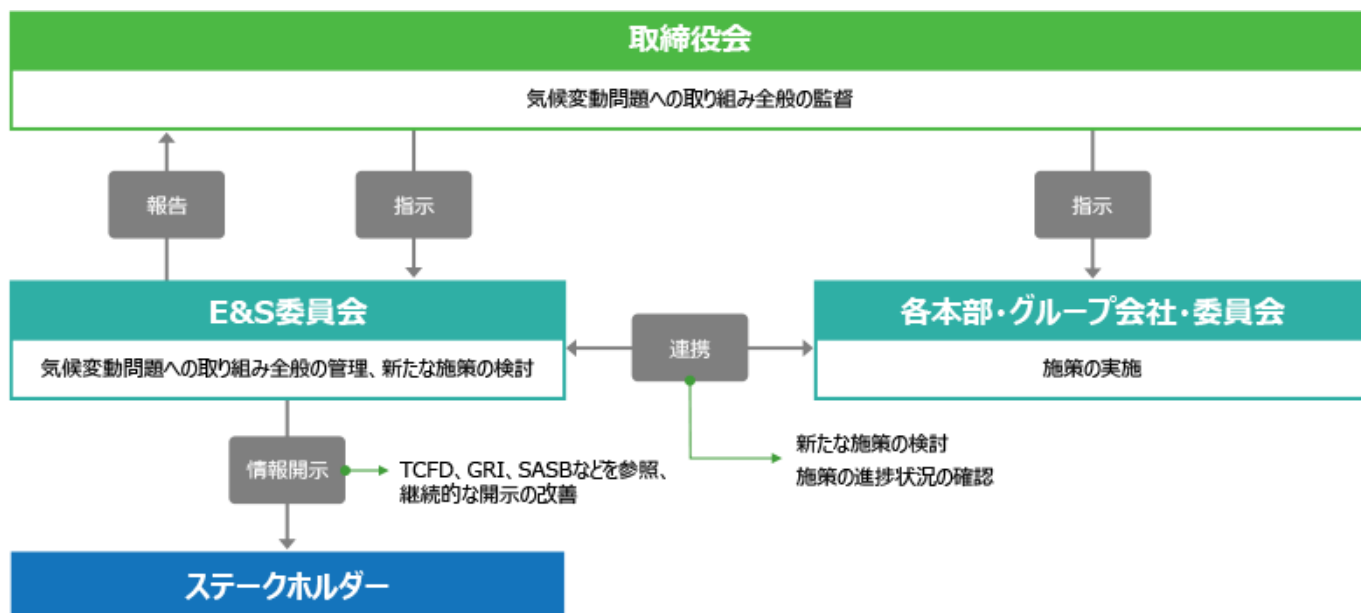 取締役会
気候変動問題への取り組み全般の監督
報告
指示
指示
E&S委員会
気候変動問題への取り組み全般の管理、新たな施策の検討
連携
各本部・グループ会社・委員会
施策の実施
新たな施策の検討
施策の進捗状況の確認
情報開示
TCFD、GRI、SASBなどを参照、
継続的な開示の改善
ステークホルダー